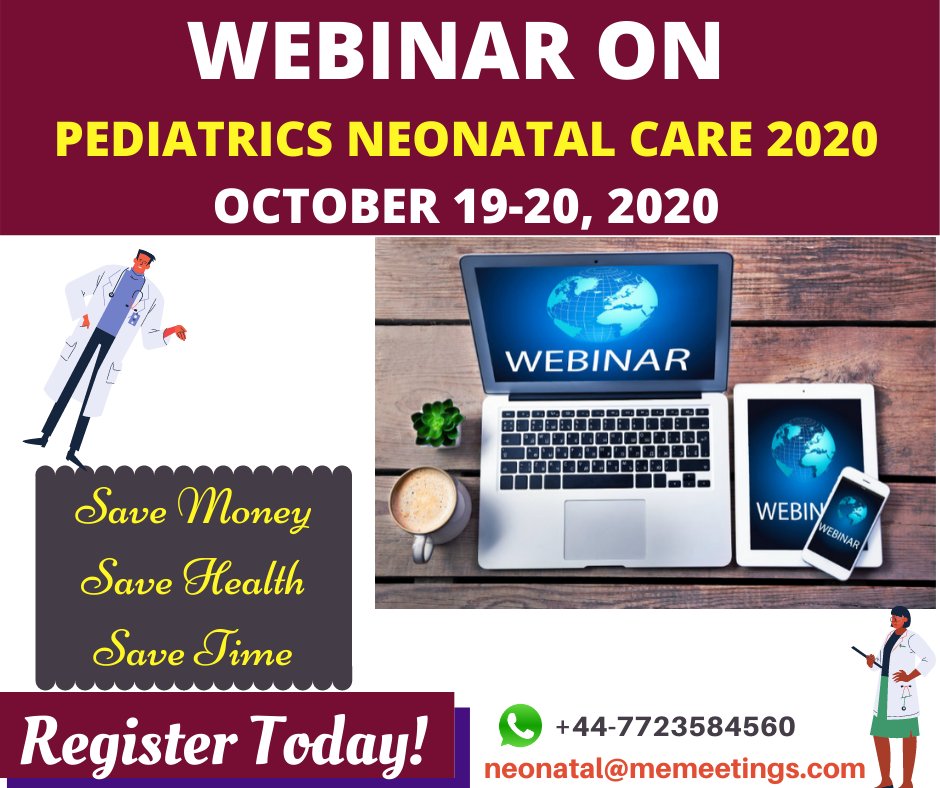 WEBINAR ON
PEDIATRICS NEONATAL CARE 2020
OCTOBER 19-20, 2020
WEBINAR
WEBIN
WEBINAR
Save Money
Save Health
Save Time
Register Today!
+44-7723584560
neonatal@memeetings.com